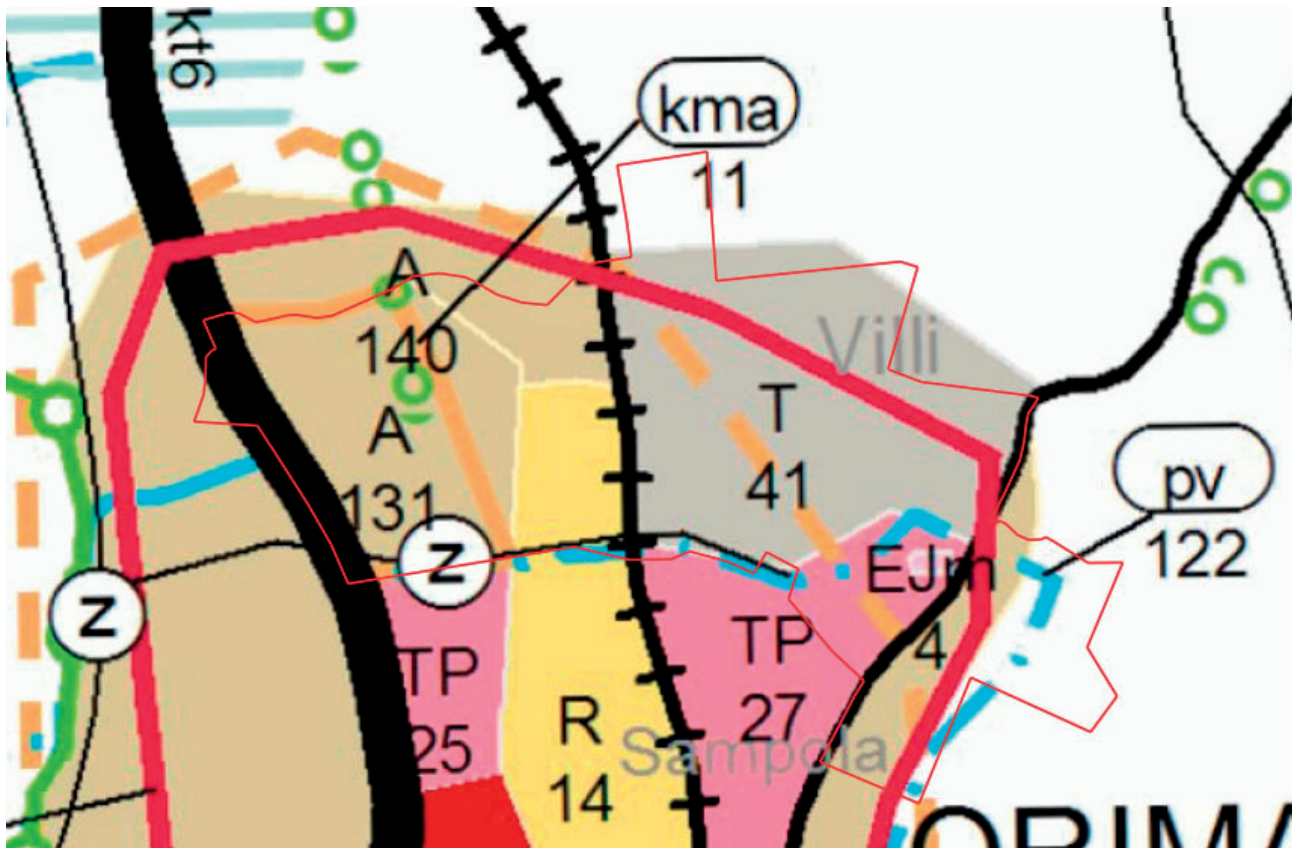 kt6
kma
11
A
140
Villi
A
131
T
41
pv
122
Z
EJm
4
Z
TP
25
TP
27
R
14
Sampola
ORIMA